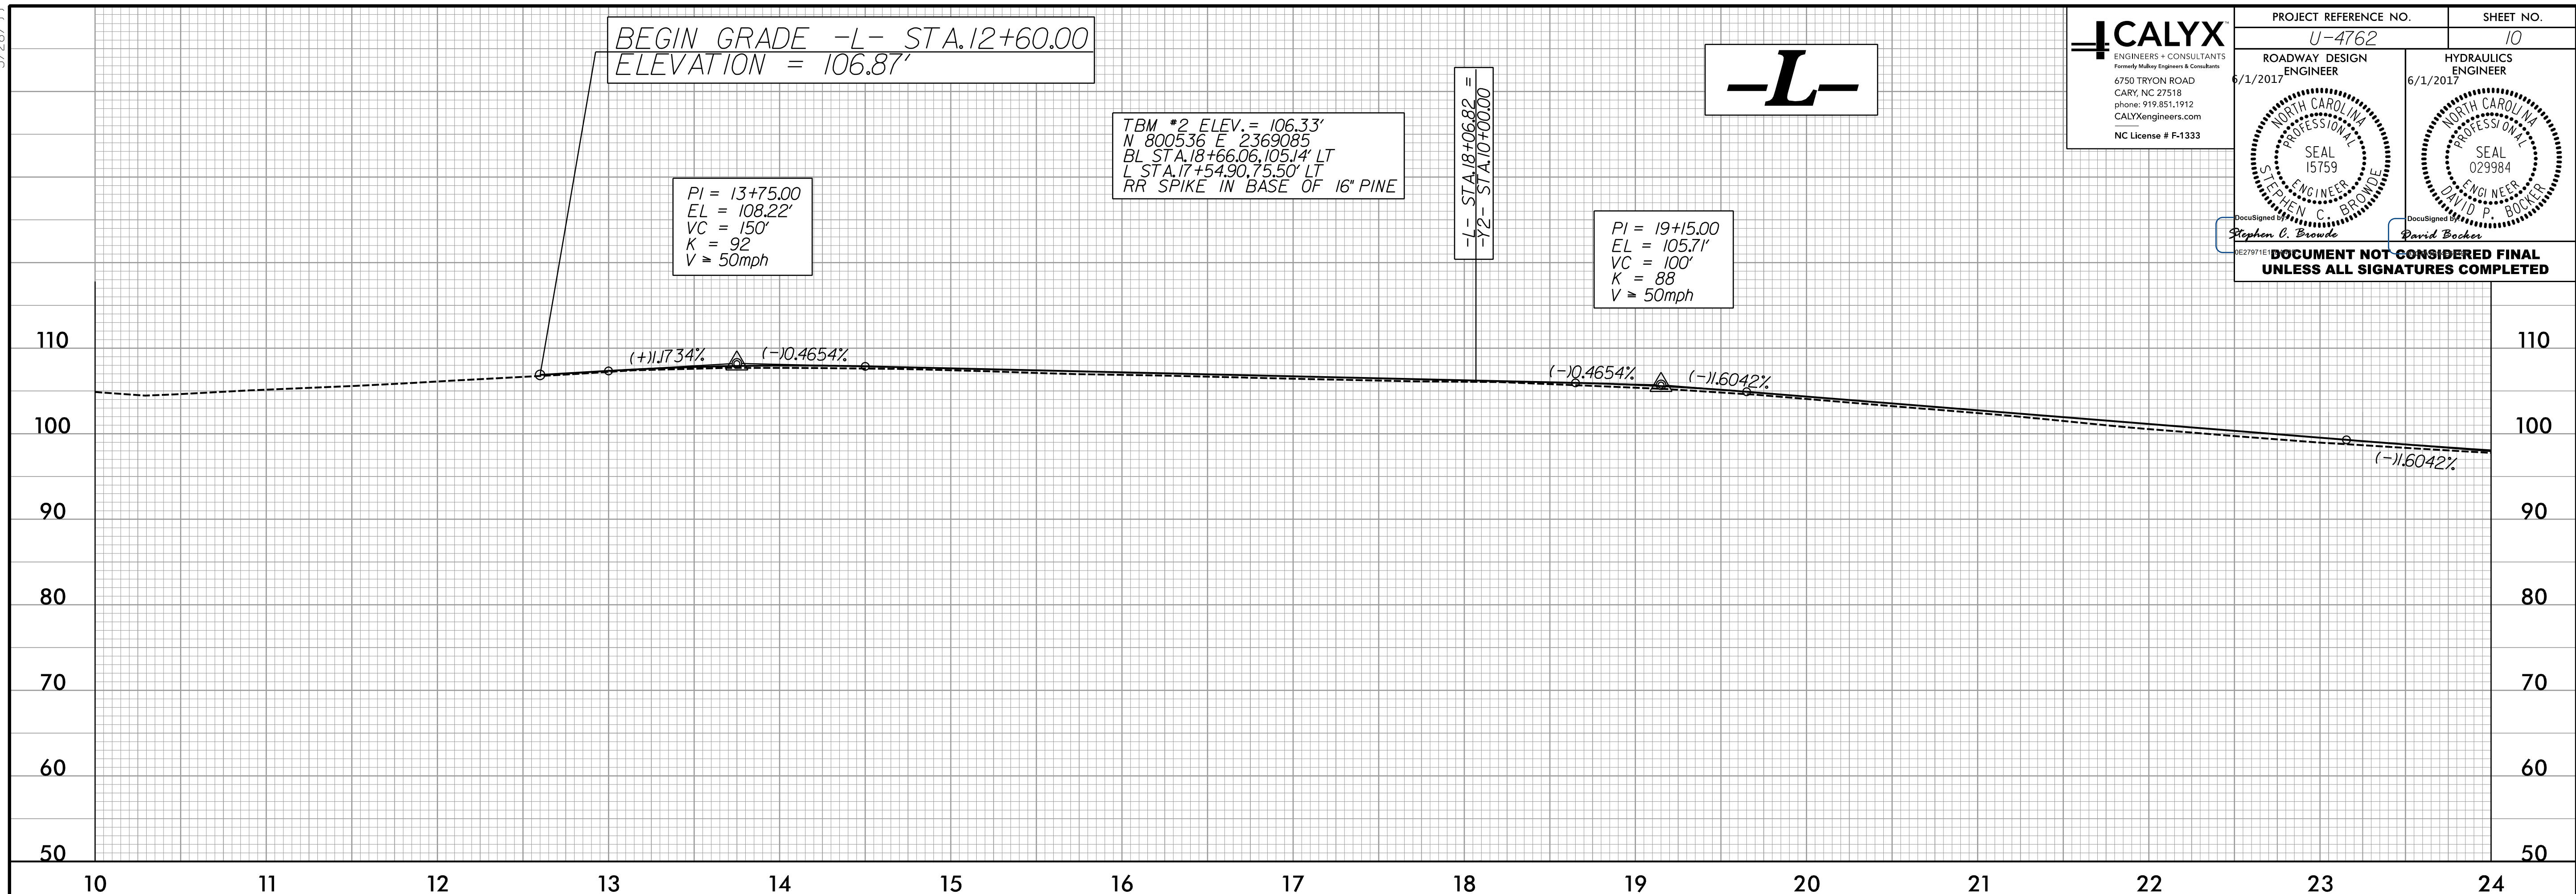 BEGIN GRADE -L- STA.12+60.00
ELEVATION = 106.87'
PI = 13+75.00
EL = 108.22'
VC = 150'
K = 92
V ≥ 50mph
TBM #2 ELEV.= 106.33'
N 800536 E 2369085
BL STA.18+66.06,105.14' LT
L STA.17+54.90,75.50' LT
RR SPIKE IN BASE OF 16" PINE
-L- STA.18+06.82 =
-Y2- STA.10+00.00
-L-
PI = 19+15.00
EL = 105.71'
VC = 100'
K = 88
V ≥ 50mph
CALYX
ENGINEERS + CONSULTANTS
Formerly Mulkey Engineers & Consultants
6750 TRYON ROAD
CARY, NC 27518
phone: 919.851.1912
CALYXengineers.com
NC License # F-1333
PROJECT REFERENCE NO. SHEET NO.
U-4762 10
ROADWAY DESIGN ENGINEER
6/1/2017
NORTH CAROLINA
PROFESSIONAL
SEAL
15759
ENGINEER
STEPHEN C. BROWDE
DocuSigned by:
Stephen C. Browde
HYDRAULICS ENGINEER
6/1/2017
NORTH CAROLINA
PROFESSIONAL
SEAL
029984
ENGINEER
DAVID P. BOCKER
DocuSigned by:
David Bocker
DOCUMENT NOT CONSIDERED FINAL
UNLESS ALL SIGNATURES COMPLETED
(+)1.1734% (-)0.4654% (-)0.4654% (-)1.6042% (-)1.6042%
110 110
100 100
90 90
80 80
70 70
60 60
50 50
10 11 12 13 14 15 16 17 18 19 20 21 22 23 24